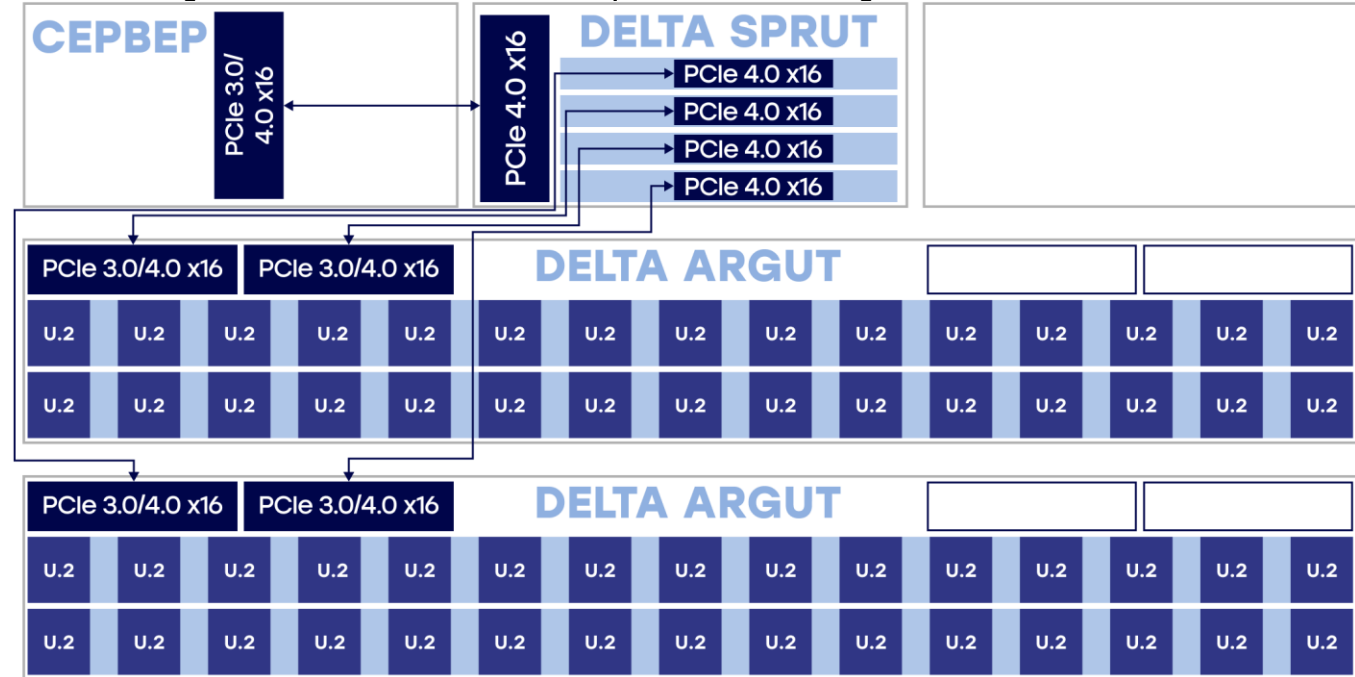 СЕРВЕР
PCIe 3.0/
4.0 x16
PCIe 4.0 x16
DELTA SPRUT
PCIe 4.0 x16
PCIe 4.0 x16
PCIe 4.0 x16
PCIe 4.0 x16
PCIe 3.0/4.0 x16 PCIe 3.0/4.0 x16 DELTA ARGUT
U.2 U.2 U.2 U.2 U.2 U.2 U.2 U.2 U.2 U.2 U.2 U.2 U.2 U.2 U.2
U.2 U.2 U.2 U.2 U.2 U.2 U.2 U.2 U.2 U.2 U.2 U.2 U.2 U.2 U.2
PCIe 3.0/4.0 x16 PCIe 3.0/4.0 x16 DELTA ARGUT
U.2 U.2 U.2 U.2 U.2 U.2 U.2 U.2 U.2 U.2 U.2 U.2 U.2 U.2 U.2
U.2 U.2 U.2 U.2 U.2 U.2 U.2 U.2 U.2 U.2 U.2 U.2 U.2 U.2 U.2